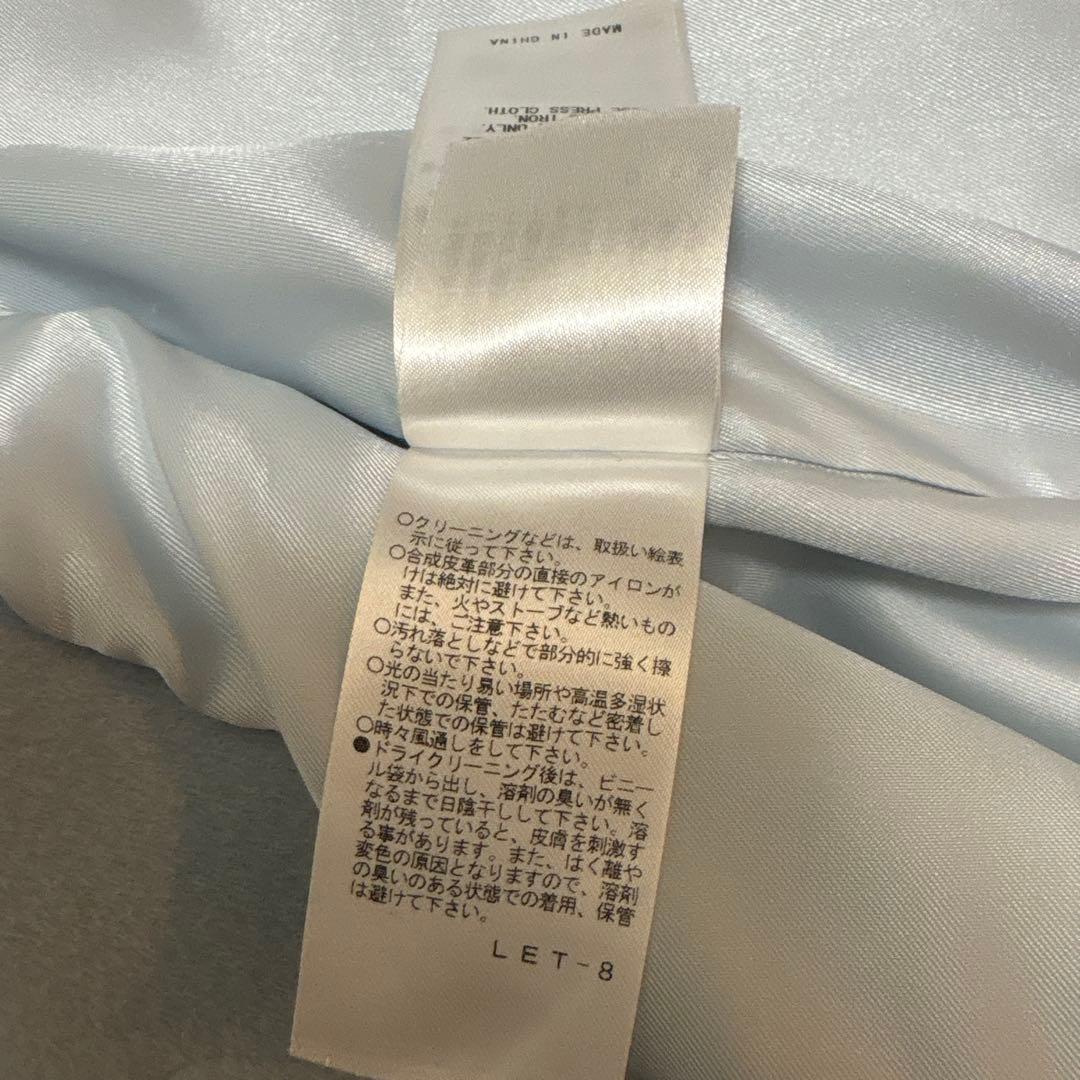 MADE IN CHINA
PRESS CLOTH.
IRON.
ONLY.
○クリーニングなどは、取扱い絵表
示に従って下さい。
○合成皮革部分の直接のアイロンが
けは絶対に避けて下さい。
また、火やストーブなど熱いもの
には、ご注意下さい。
○汚れ落としなどで部分的に強く擦
らないで下さい。
○光の当たり易い場所や高温多湿状
況下での保管、たたむなど密着し
た状態での保管は避けて下さい。
○時々風通しをして下さい。
●ドライクリーニング後は、ビニー
ル袋から出し、溶剤の臭いが無く
なるまで日陰干しして下さい。溶
剤が残っていると、皮膚を刺激す
る事があります。また、はく離や
変色の原因となりますので、溶剤
の臭いのある状態での着用、保管
は避けて下さい。
LET-8